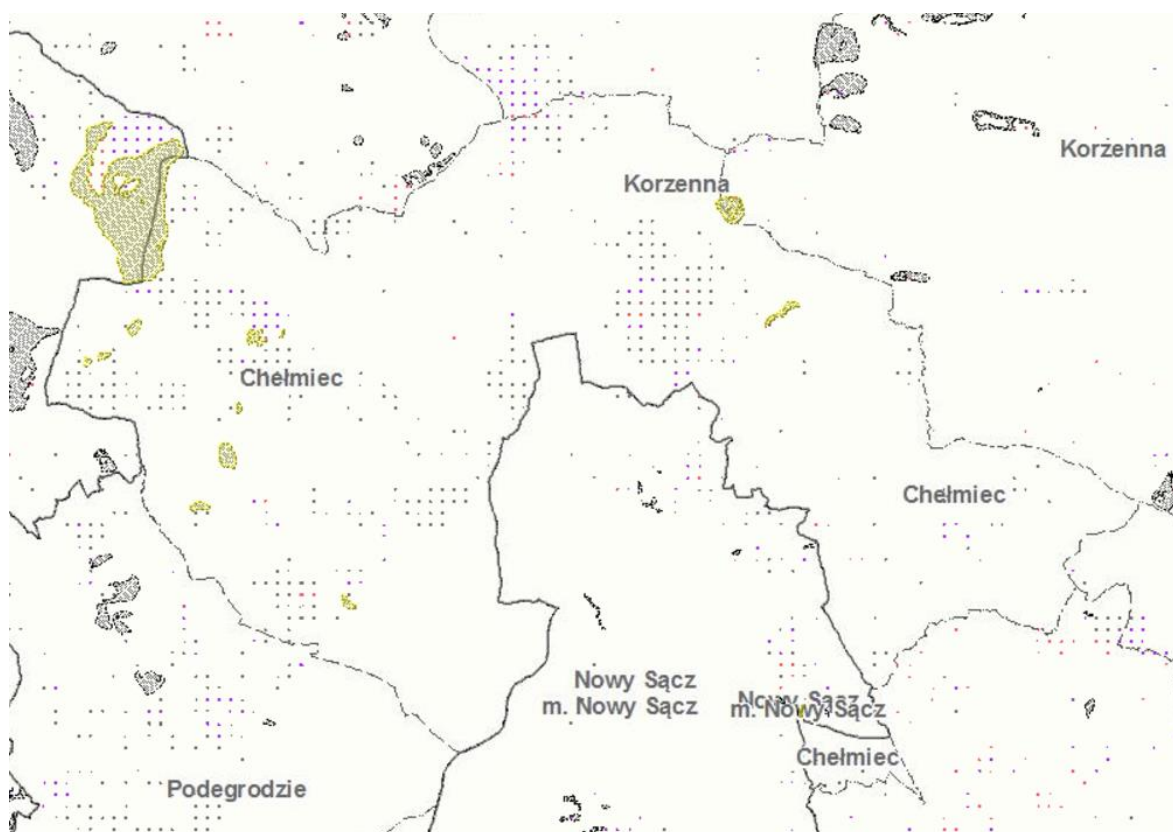 Korzenna
Korzenna
Chełmiec
Chełmiec
Nowy Sącz
m. Nowy Sącz
Nowy Sącz
m. Nowy Sącz
Chełmiec
Podegrodzie